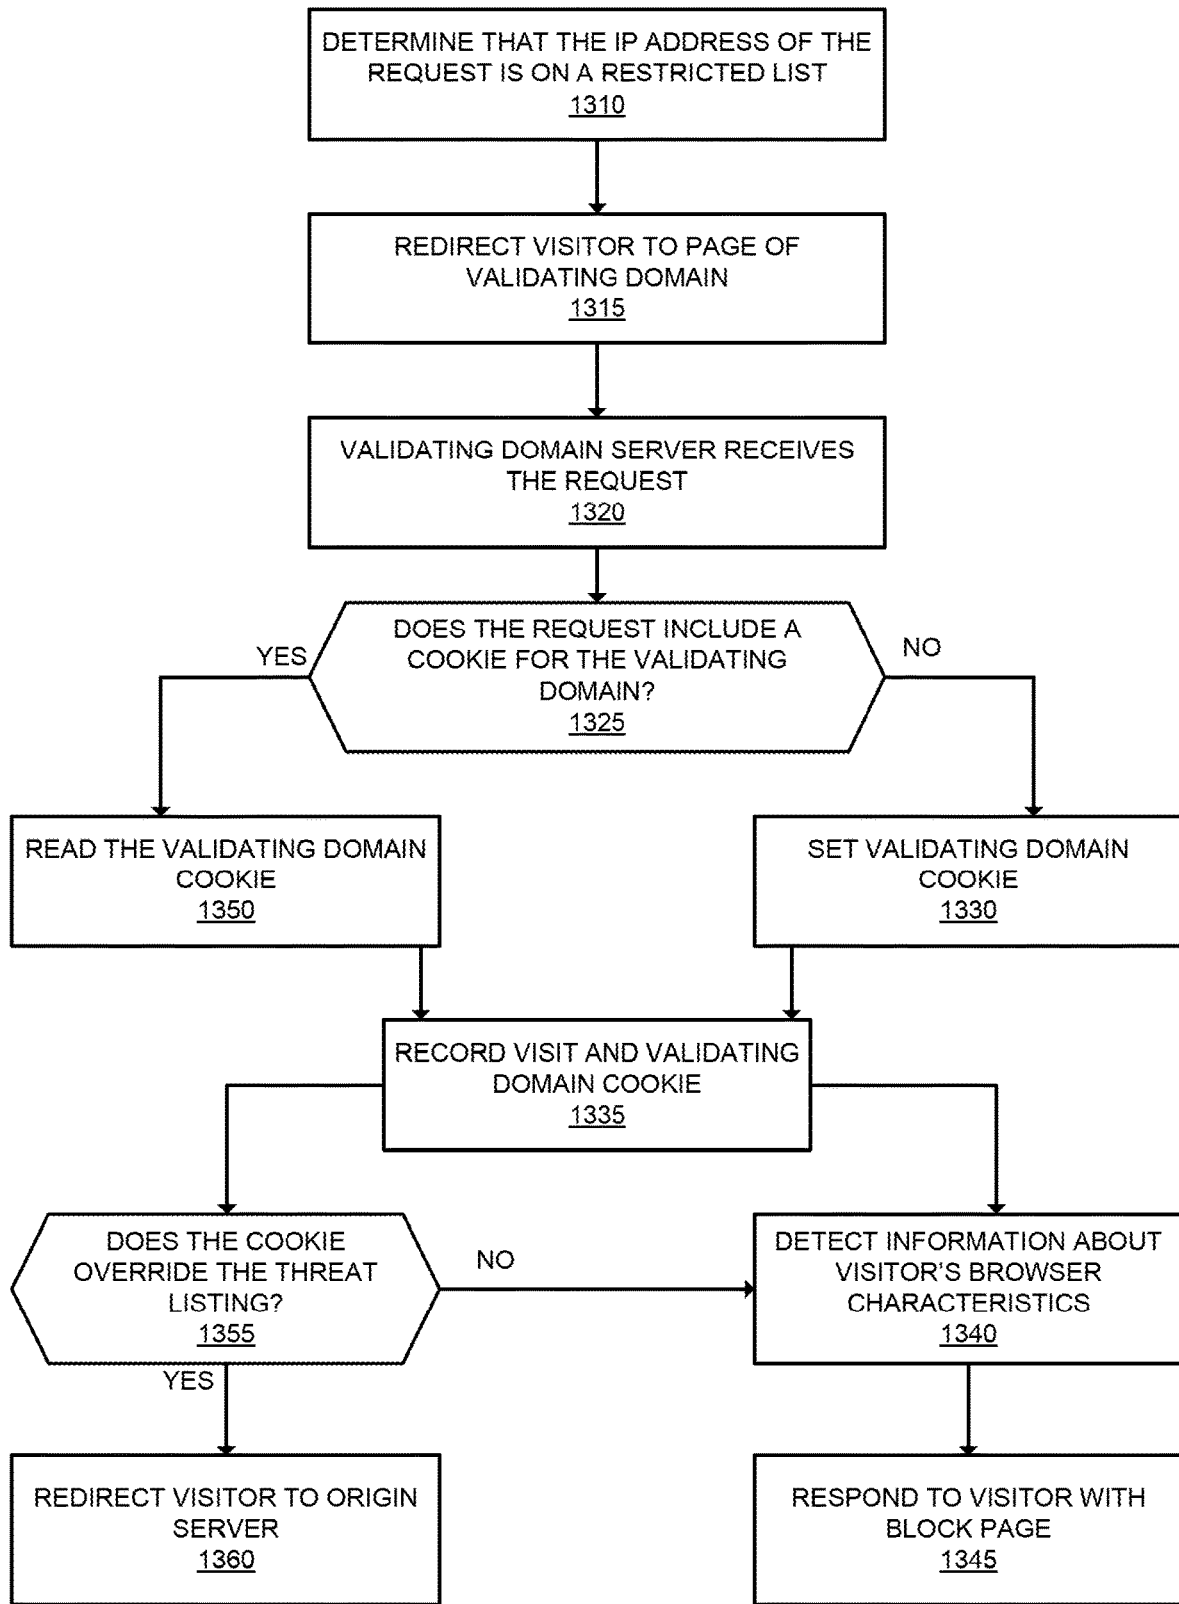 DETERMINE THAT THE IP ADDRESS OF THE
REQUEST IS ON A RESTRICTED LIST
1310
REDIRECT VISITOR TO PAGE OF
VALIDATING DOMAIN
1315
VALIDATING DOMAIN SERVER RECEIVES
THE REQUEST
1320
DOES THE REQUEST INCLUDE A
COOKIE FOR THE VALIDATING
DOMAIN?
1325
YES
NO
READ THE VALIDATING DOMAIN
COOKIE
1350
SET VALIDATING DOMAIN
COOKIE
1330
RECORD VISIT AND VALIDATING
DOMAIN COOKIE
1335
DOES THE COOKIE
OVERRIDE THE THREAT
LISTING?
1355
NO
YES
DETECT INFORMATION ABOUT
VISITOR'S BROWSER
CHARACTERISTICS
1340
REDIRECT VISITOR TO ORIGIN
SERVER
1360
RESPOND TO VISITOR WITH
BLOCK PAGE
1345